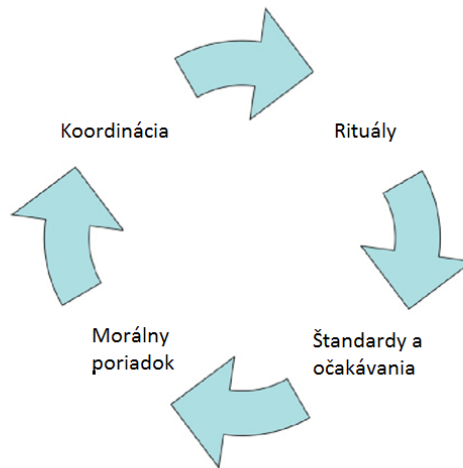 Koordinácia
Rituály
Štandardy a
očakávania
Morálny
poriadok